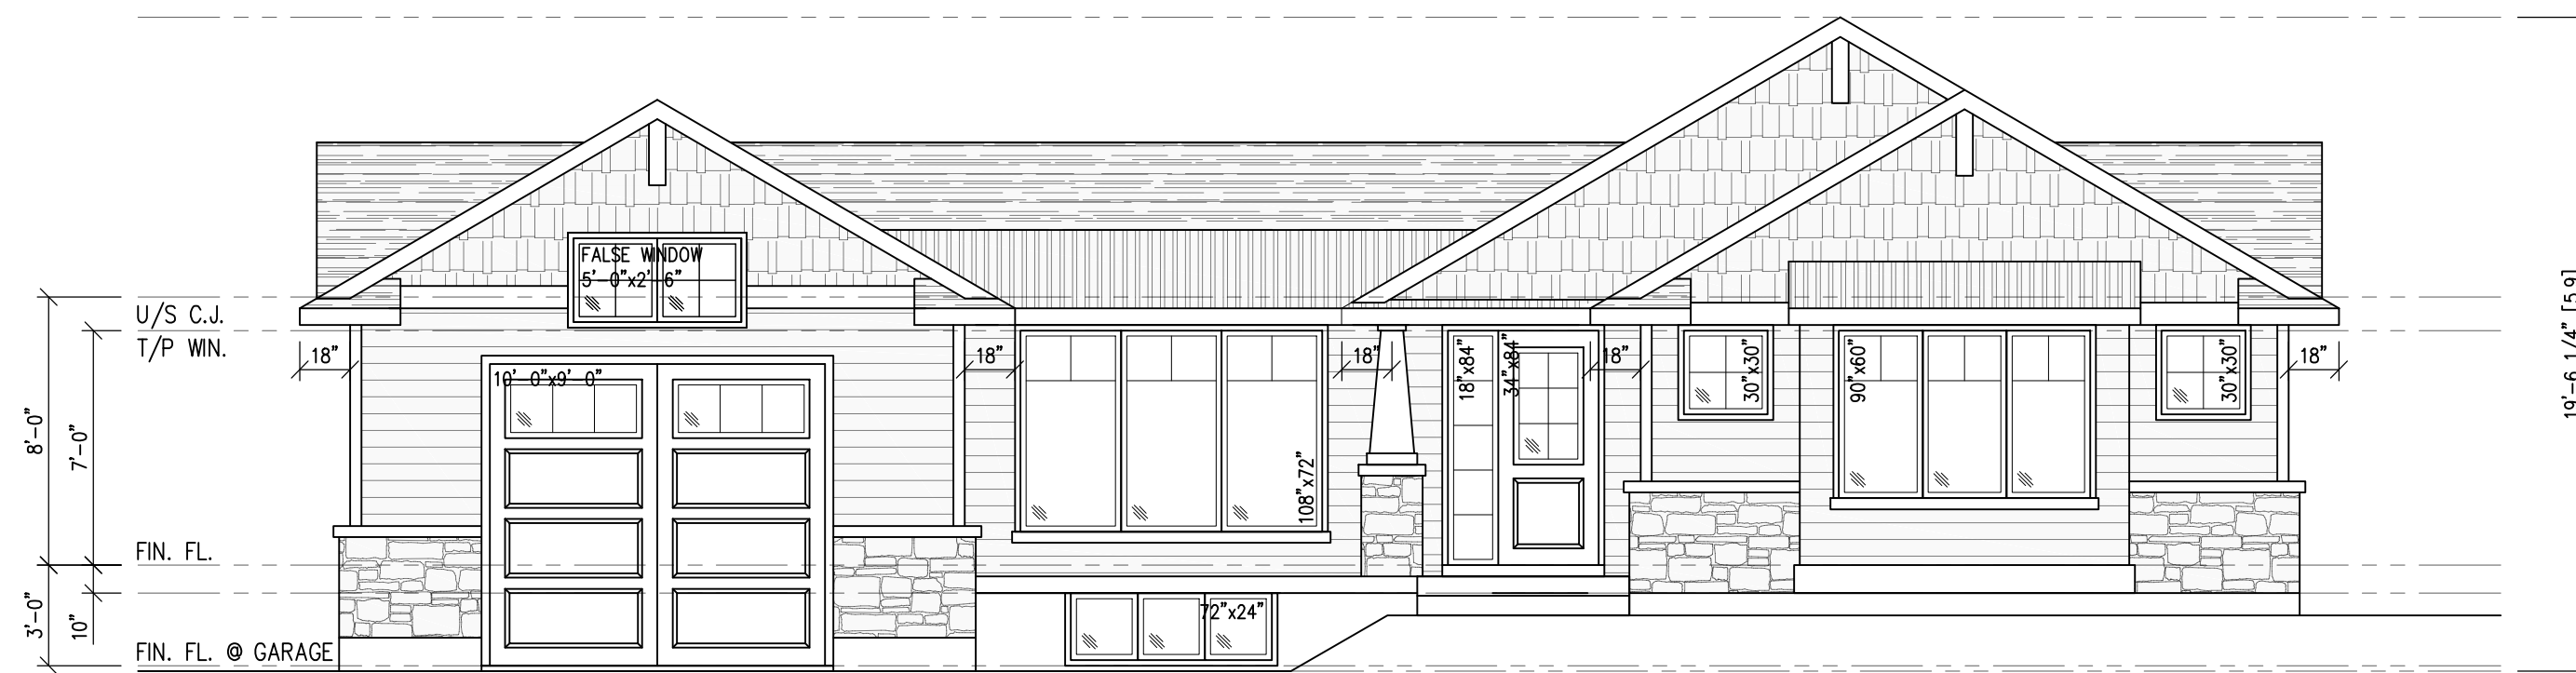 FALSE WINDOW
5'-0"x2'-6"
U/S C.J.
T/P WIN.
18"
18"
18"
18"
18"
10'-0"x9'-0"
18"x84"
34"x84"
30"x30"
90"x60"
30"x30"
108"x72"
8'-0"
7'-0"
19'-6 1/4" [5.9]
FIN. FL.
72"x24"
3'-0"
10"
FIN. FL. @ GARAGE